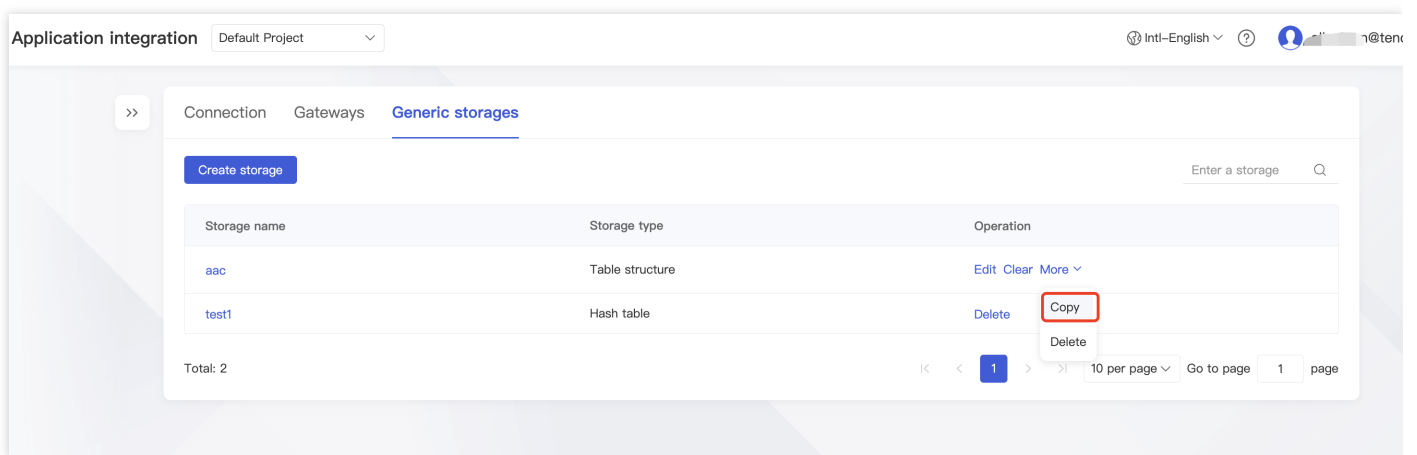 Application integration Default Project Intl-English
Connection Gateways Generic storages
Create storage Enter a storage
Storage name Storage type Operation
aac Table structure Edit Clear More
test1 Hash table Delete
Copy
Delete
Total: 2 1 10 per page Go to page 1 page